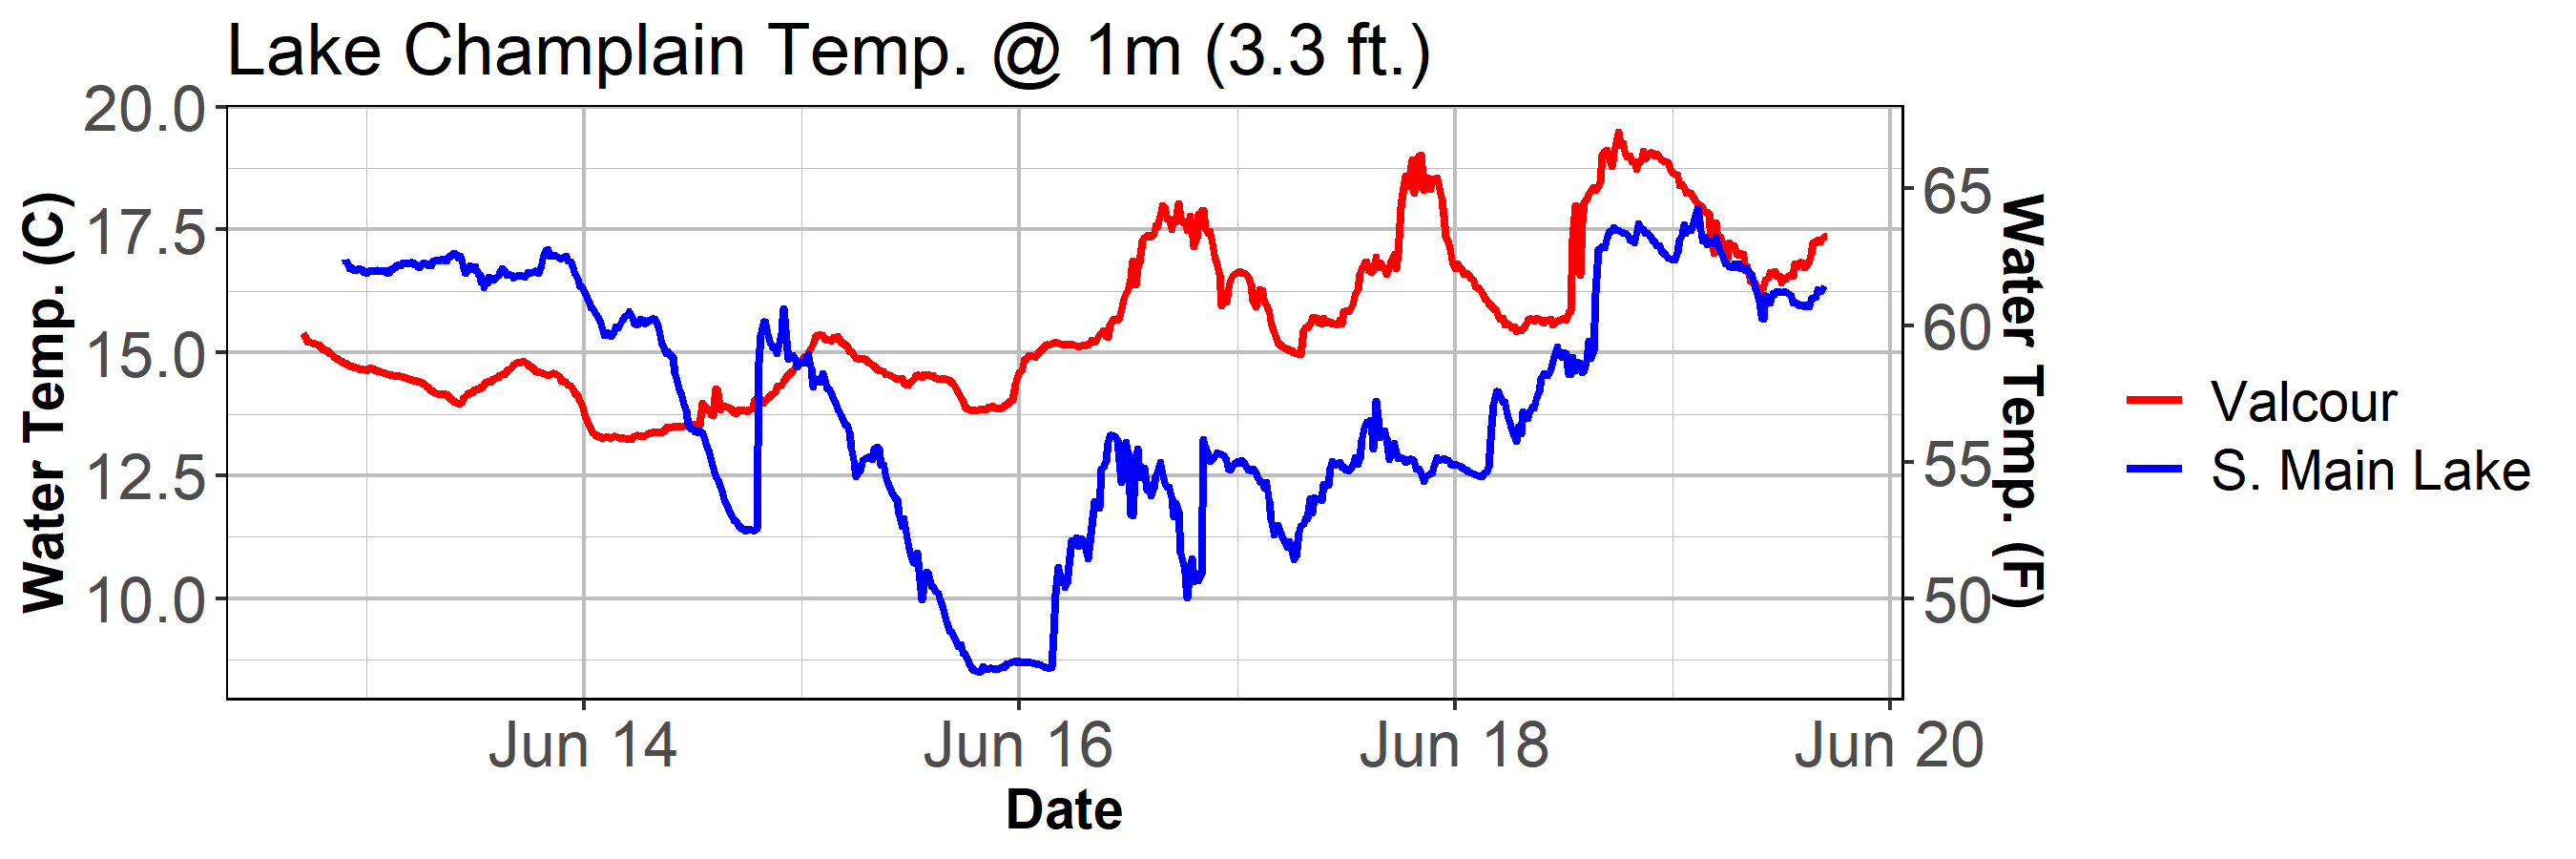 Lake Champlain Temp. @ 1m (3.3 ft.)
Water Temp. (C)
20.0
17.5
15.0
12.5
10.0
65
60
55
50
Water Temp. (F)
Jun 14
Jun 16
Jun 18
Jun 20
Date
Valcour
S. Main Lake